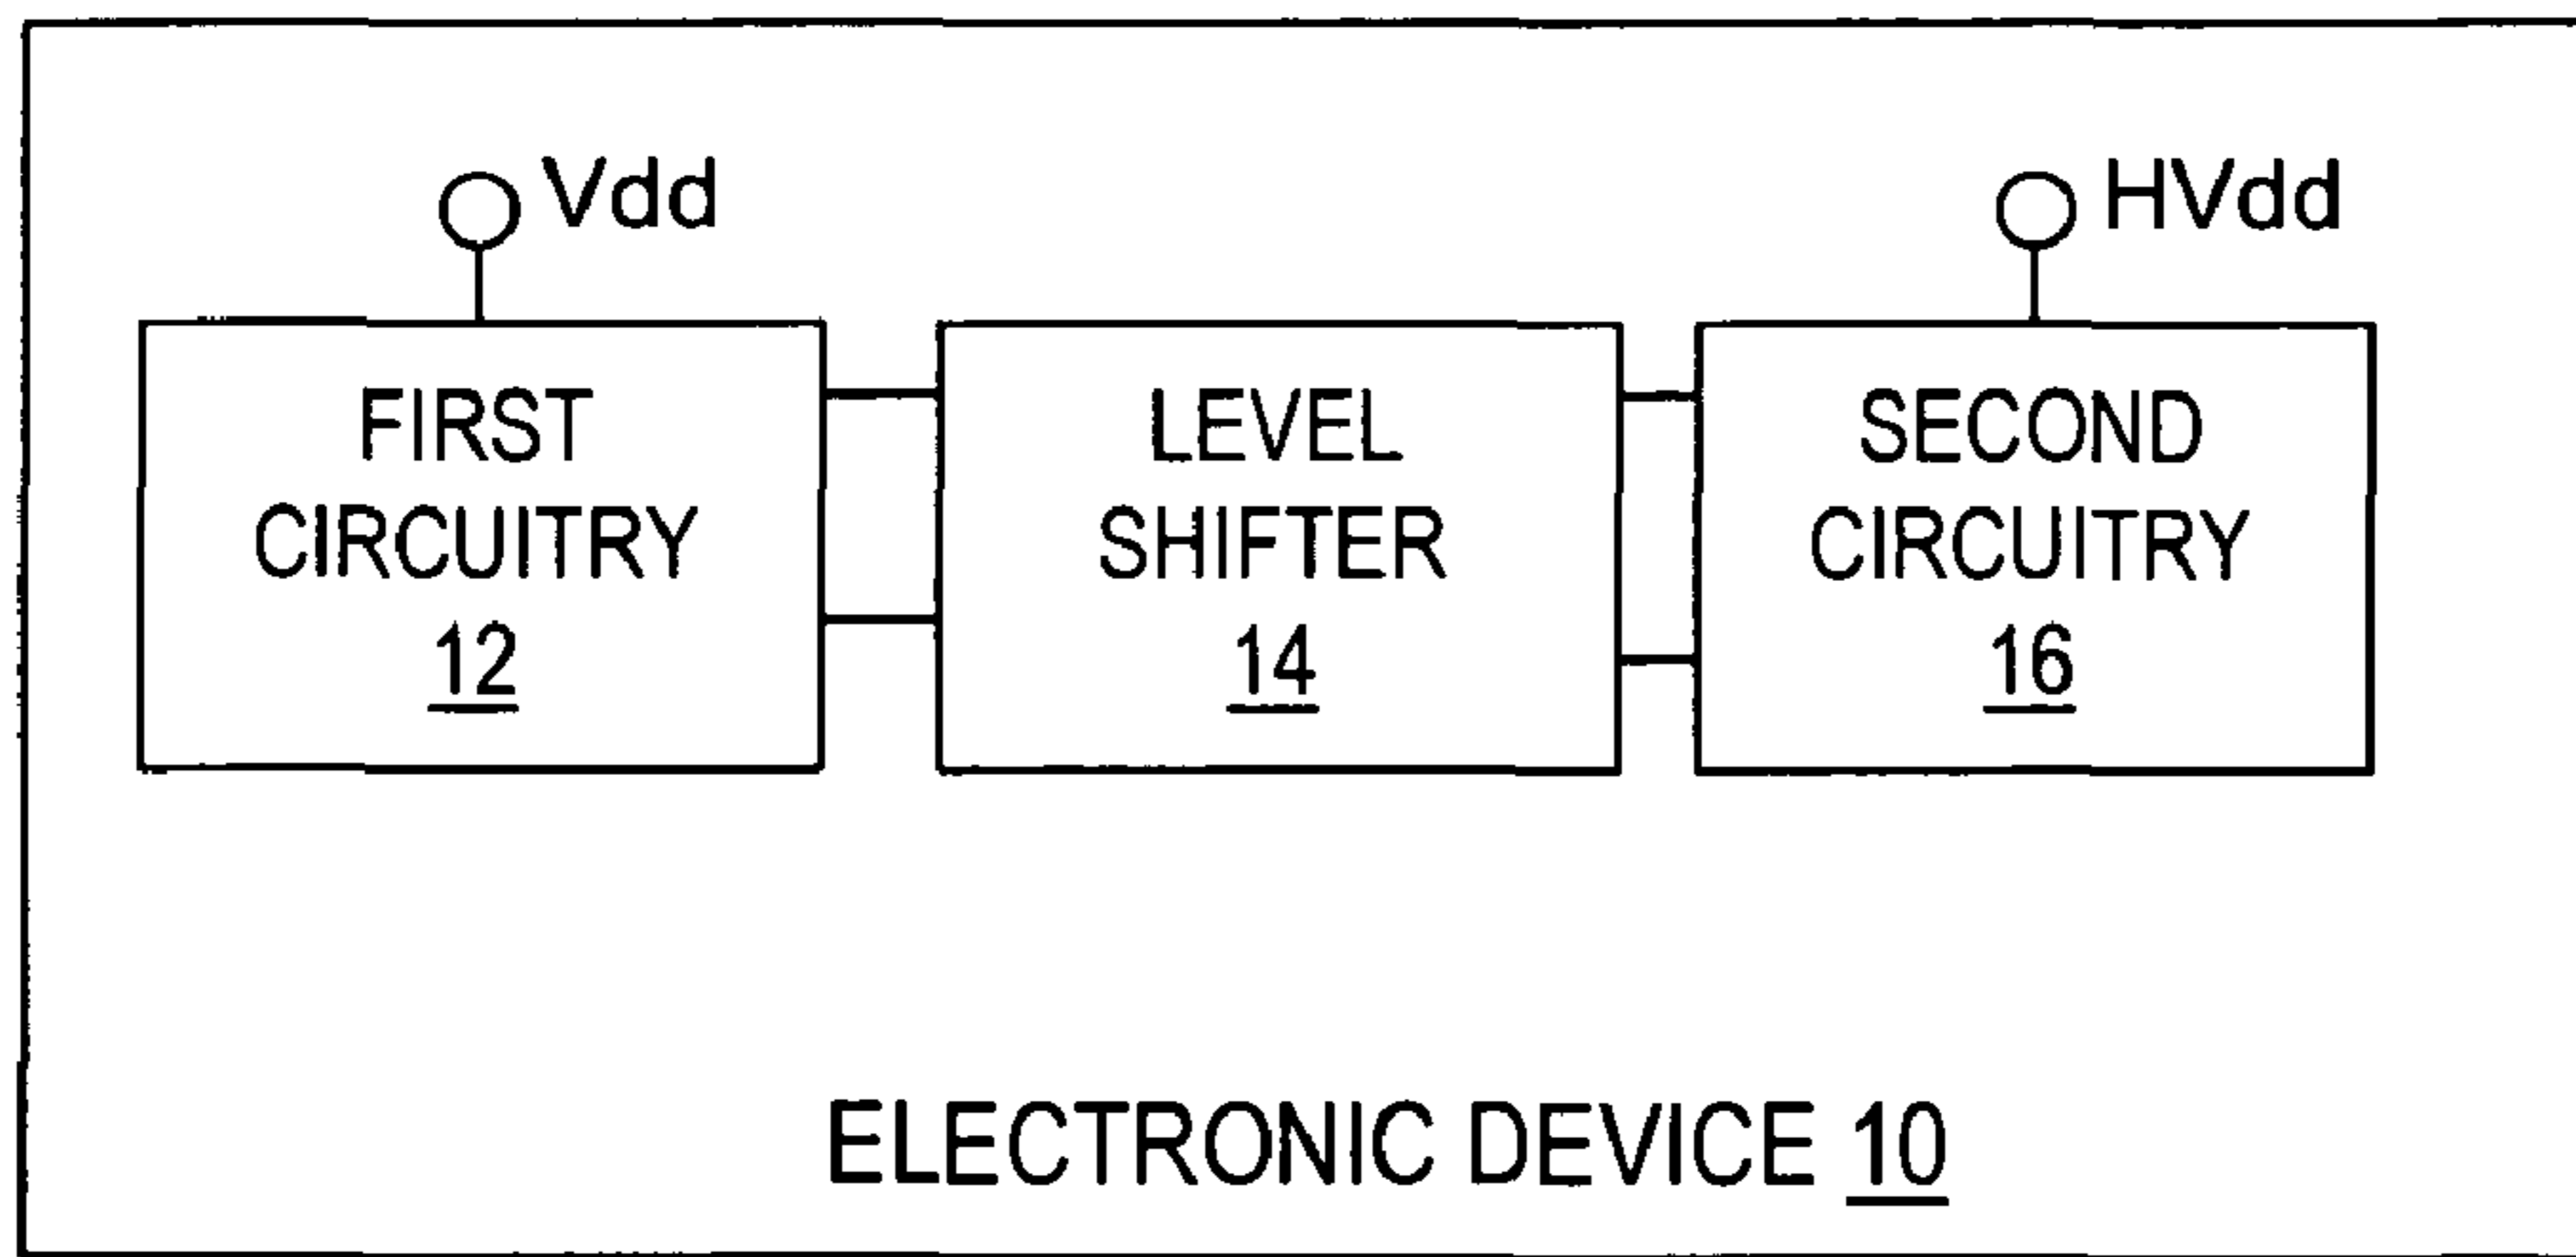 Vdd
HVdd
FIRST
CIRCUITRY
12
LEVEL
SHIFTER
14
SECOND
CIRCUITRY
16
ELECTRONIC DEVICE 10